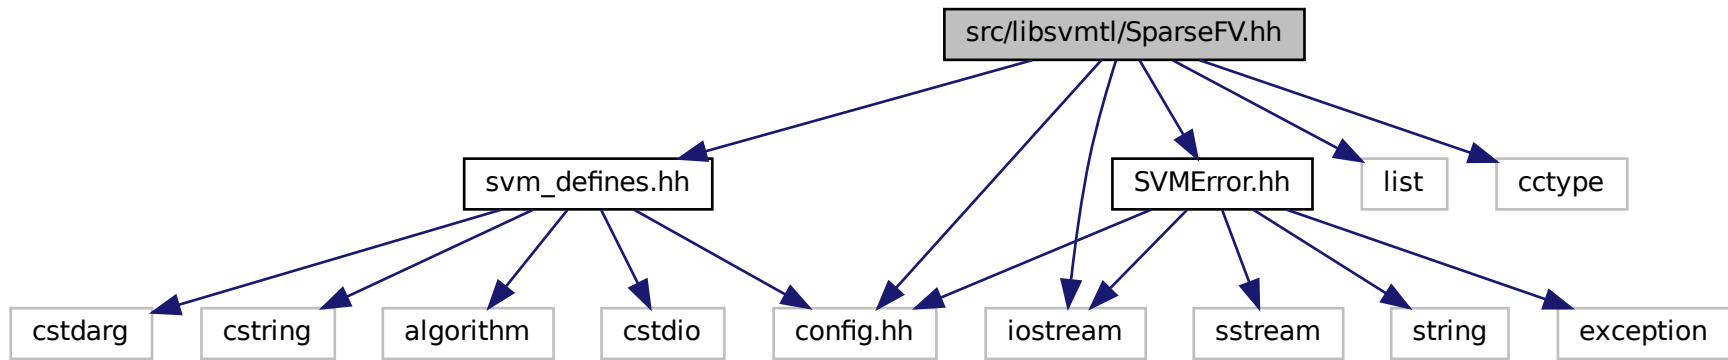 src/libsvmtl/SparseFV.hh
svm_defines.hh
SVMError.hh
list
cctype
cstdarg
cstring
algorithm
cstdio
config.hh
iostream
sstream
string
exception